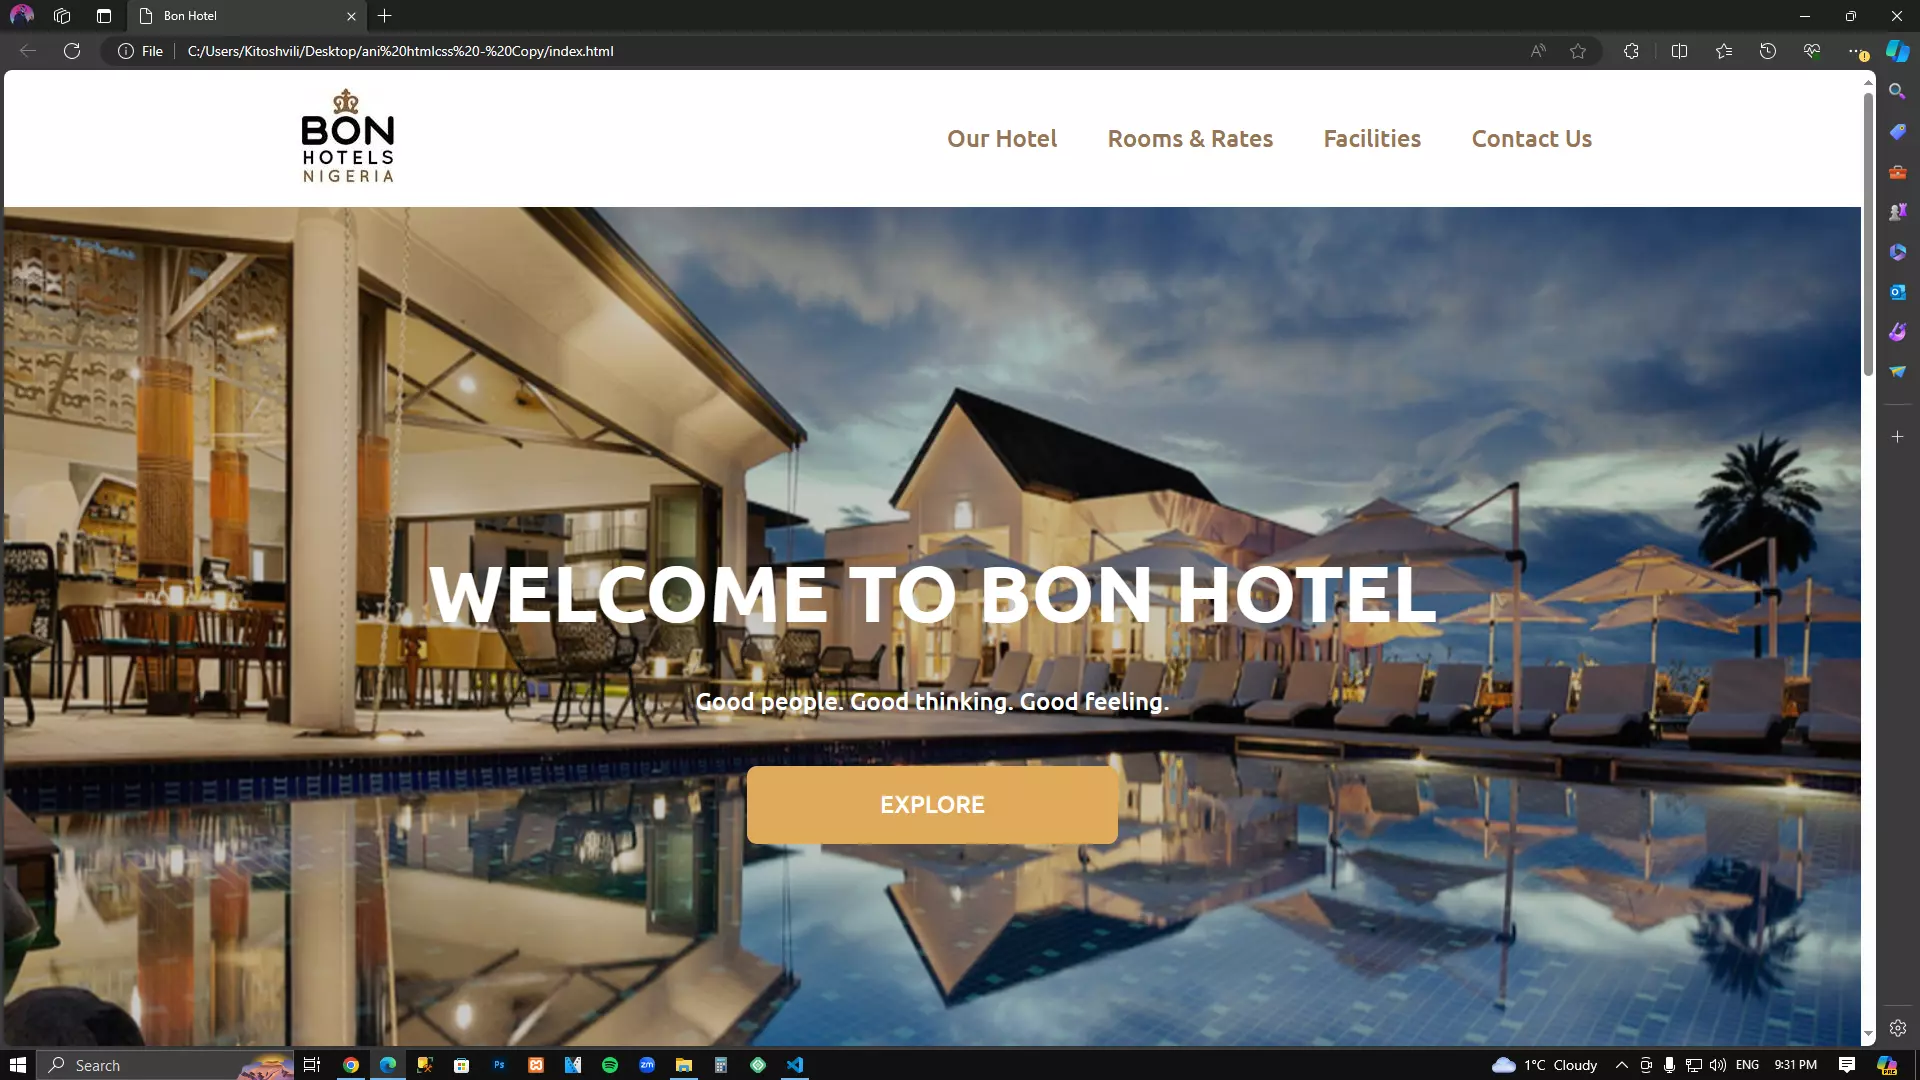 Bon Hotel
File
C:/Users/Kitoshvili/Desktop/ani%20htmlcss%20-%20Copy/index.html
BON
HOTELS
NIGERIA
Our Hotel Rooms & Rates Facilities Contact Us
WELCOME TO BON HOTEL
Good people. Good thinking. Good feeling.
EXPLORE
Search
Ps
zm
1°C Cloudy
ENG
9:31 PM